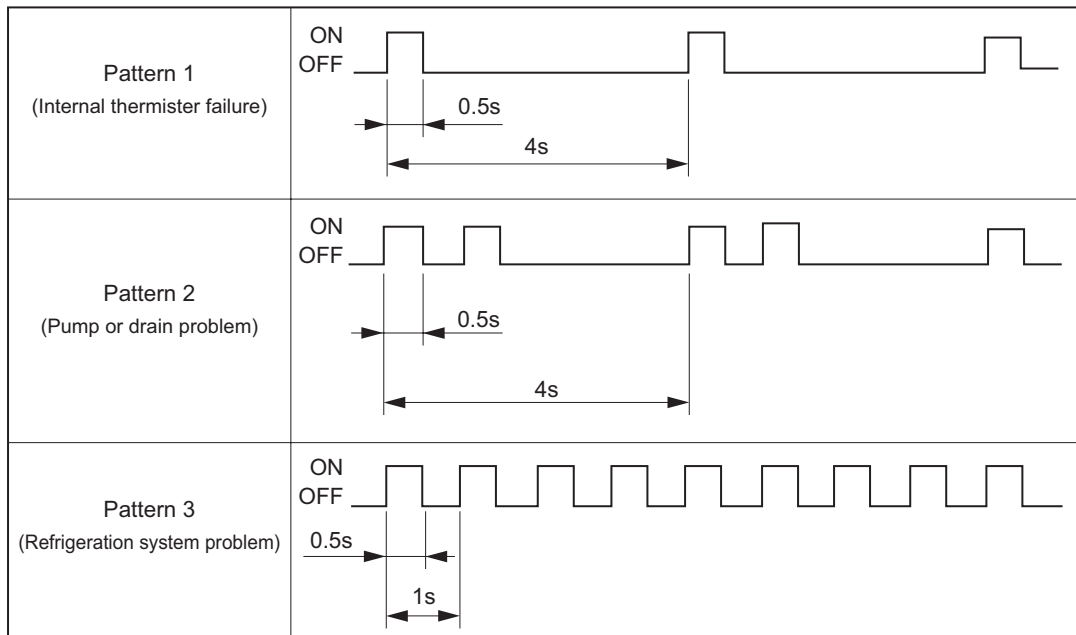 Pattern 1
(Internal thermister failure)
ON
OFF
0.5s
4s
Pattern 2
(Pump or drain problem)
ON
OFF
0.5s
4s
Pattern 3
(Refrigeration system problem)
ON
OFF
0.5s
1s